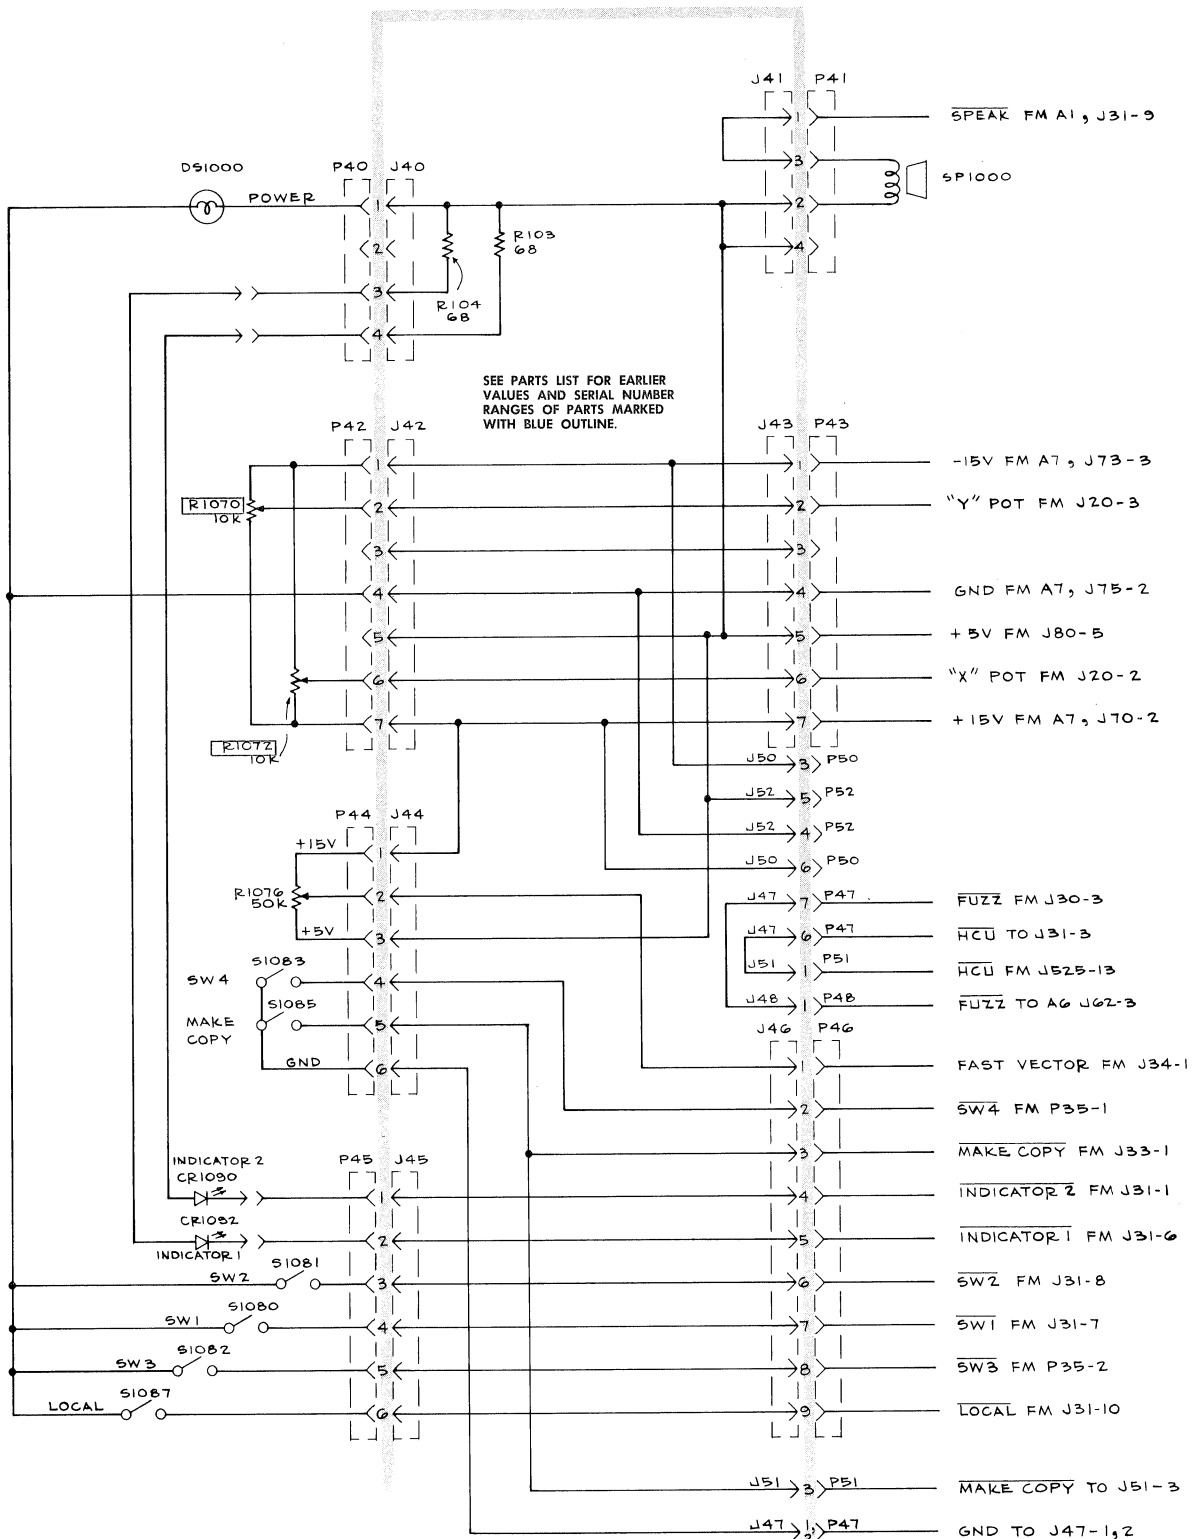 J41 P41
1
SPEAK FM A1, J31-9
3
SP1000
2
4
DS1000
POWER
P40 J40
1
2
3
4
R103
68
R104
68
SEE PARTS LIST FOR EARLIER
VALUES AND SERIAL NUMBER
RANGES OF PARTS MARKED
WITH BLUE OUTLINE.
P42 J42
1
2
3
4
5
6
7
R1070
10K
R1072
10K
J43 P43
1
-15V FM A7, J73-3
2
"Y" POT FM J20-3
3
4
GND FM A7, J75-2
5
+5V FM J80-5
6
"X" POT FM J20-2
7
+15V FM A7, J70-2
J50 3 P50
J52 5 P52
J52 4 P52
J50 6 P50
J47 7 P47
FUZZ FM J30-3
J47 6 P47
HCU TO J31-3
J51 1 P51
HCU FM J525-13
J48 1 P48
FUZZ TO A6 J62-3
P44 J44
+15V
1
R1076
50K
2
+5V
3
S1083
SW4
4
S1085
MAKE
COPY
5
GND
6
J46 P46
1
FAST VECTOR FM J34-1
2
SW4 FM P35-1
3
MAKE COPY FM J33-1
4
INDICATOR 2 FM J31-1
5
INDICATOR 1 FM J31-6
6
SW2 FM J31-8
7
SW1 FM J31-7
8
SW3 FM P35-2
9
LOCAL FM J31-10
P45 J45
INDICATOR 2
CR1090
1
CR1092
INDICATOR 1
2
S1081
SW2
3
S1080
SW1
4
S1082
SW3
5
S1087
LOCAL
6
J51 3 P51
MAKE COPY TO J51-3
J47 1, 2 P47
GND TO J47-1,2